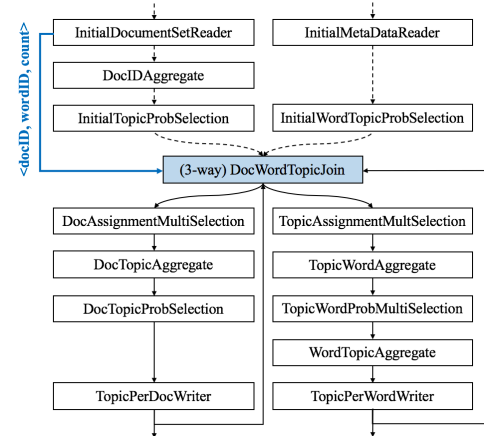 <docID, wordID, count>
InitialDocumentSetReader
InitialMetaDataReader
DocIDAggregate
InitialTopicProbSelection
InitialWordTopicProbSelection
(3-way) DocWordTopicJoin
DocAssignmentMultiSelection
TopicAssignmentMultSelection
DocTopicAggregate
TopicWordAggregate
DocTopicProbSelection
TopicWordProbMultiSelection
WordTopicAggregate
TopicPerDocWriter
TopicPerWordWriter